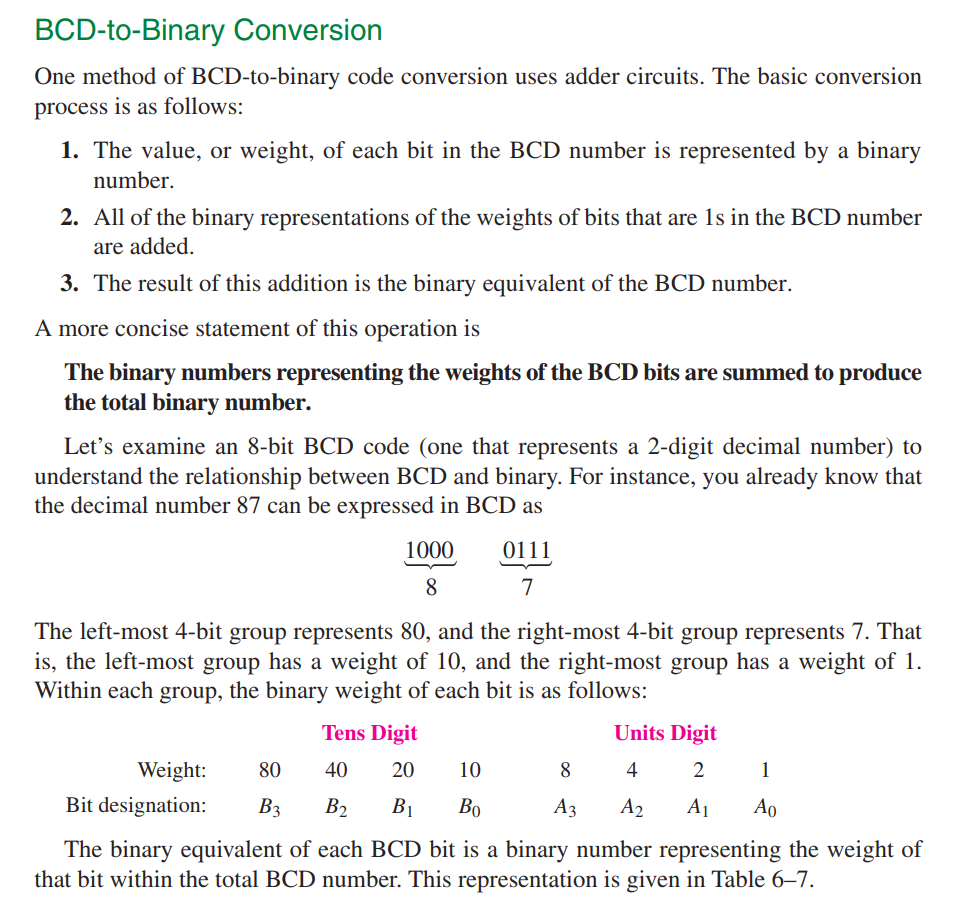 BCD-to-Binary Conversion
One method of BCD-to-binary code conversion uses adder circuits. The basic conversion
process is as follows:
1. The value, or weight, of each bit in the BCD number is represented by a binary
number.
2. All of the binary representations of the weights of bits that are 1s in the BCD number
are added.
3. The result of this addition is the binary equivalent of the BCD number.
A more concise statement of this operation is
The binary numbers representing the weights of the BCD bits are summed to produce
the total binary number.
Let’s examine an 8-bit BCD code (one that represents a 2-digit decimal number) to
understand the relationship between BCD and binary. For instance, you already know that
the decimal number 87 can be expressed in BCD as
1000 0111
8 7
The left-most 4-bit group represents 80, and the right-most 4-bit group represents 7. That
is, the left-most group has a weight of 10, and the right-most group has a weight of 1.
Within each group, the binary weight of each bit is as follows:
Tens Digit Units Digit
Weight: 80 40 20 10 8 4 2 1
Bit designation: B3 B2 B1 B0 A3 A2 A1 A0
The binary equivalent of each BCD bit is a binary number representing the weight of
that bit within the total BCD number. This representation is given in Table 6–7.